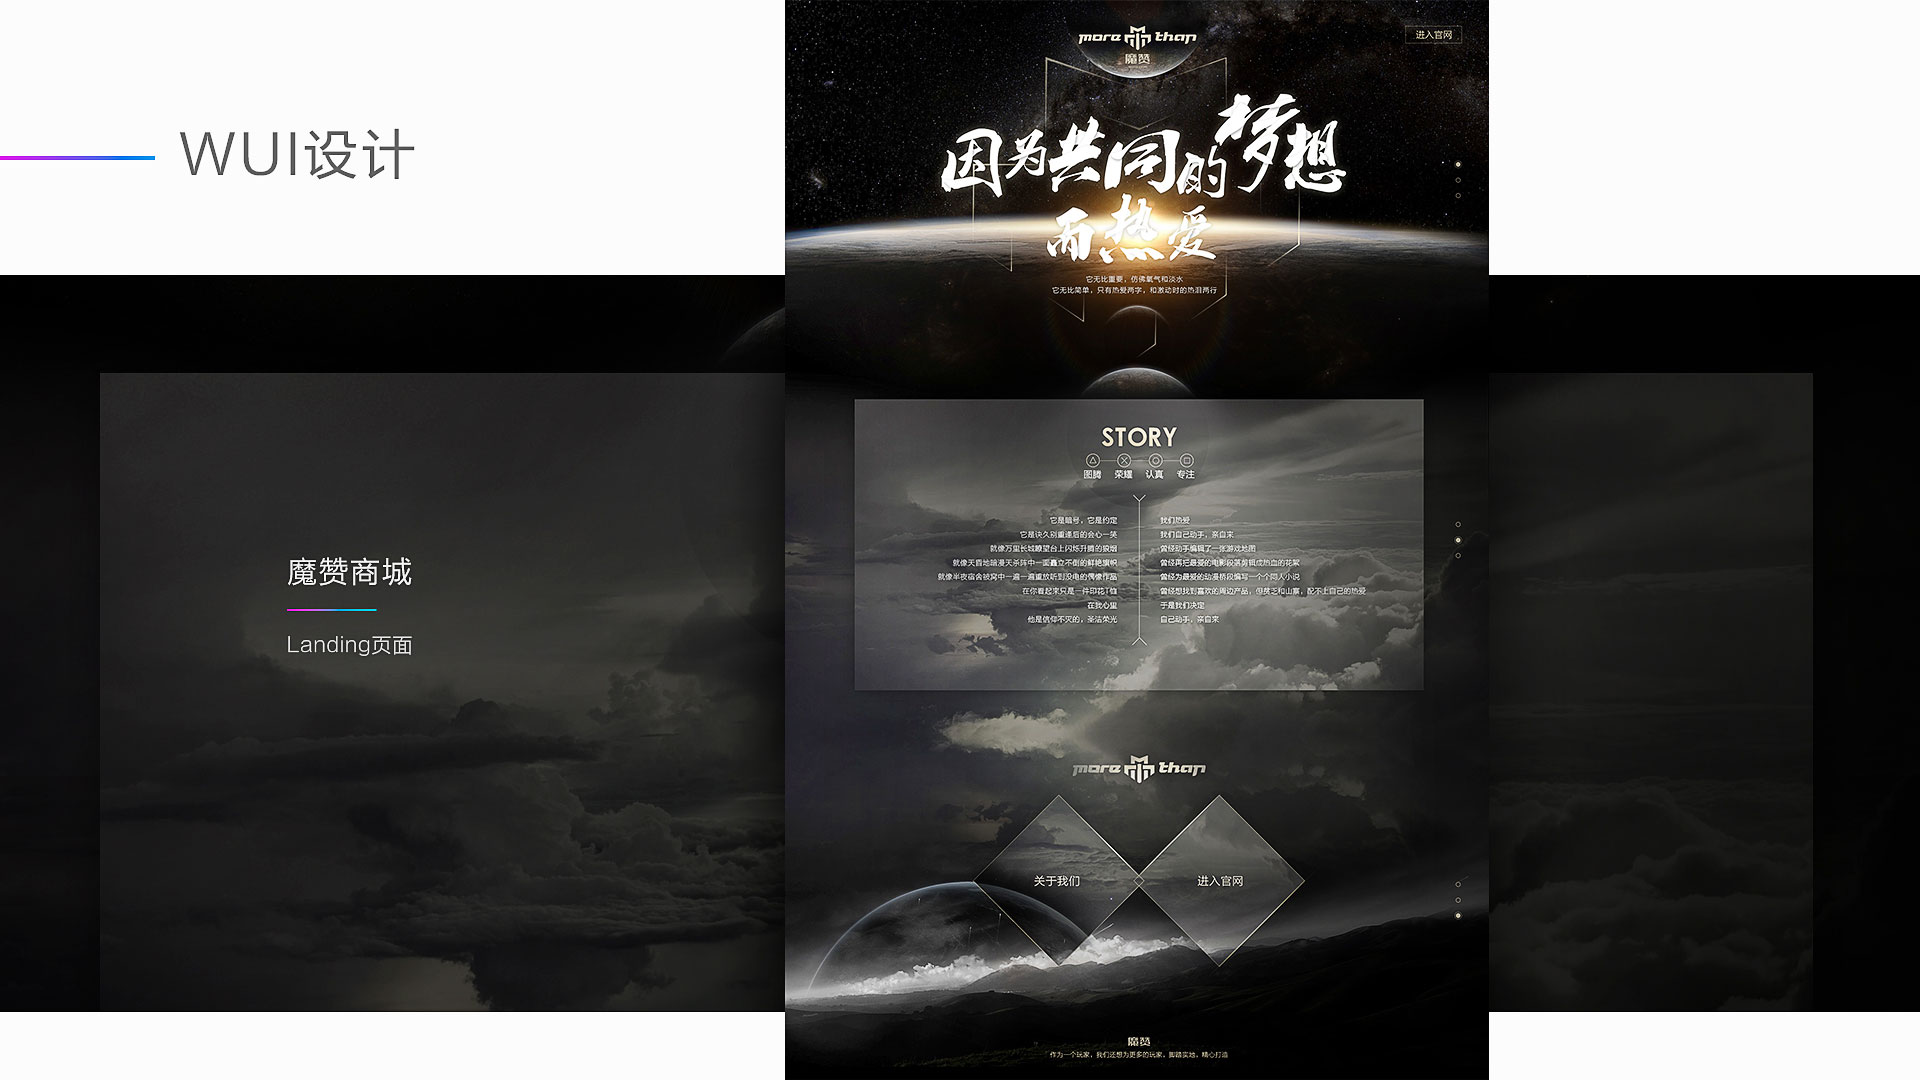 WUI设计
魔赞商城
Landing页面
more than
魔赞
进入官网
因为共同的梦想
而热爱
它无比重要，仿佛氧气和淡水
它无比简单，只有热爱两字，和激动时的热泪两行
STORY
图腾 荣耀 认真 专注
它是暗号，它是约定
它是诀久别重逢后的会心一笑
就像万里长城瞭望台上闪烁升腾的狼烟
就像天昏地暗漫天杀阵中一面矗立不倒的鲜艳旗帜
就像半夜宿舍被窝中一遍一遍重放听到没电的偶像作品
在你看起来只是一件印花T恤
在我心里
他是信仰不灭的，圣洁荣光
我们热爱
我们自己动手，亲自来
曾经动手编辑了一张游戏地图
曾经再把最爱的电影段落剪辑成热血的花絮
曾经为最爱的动漫桥段编写一个个同人小说
曾经想找到喜欢的周边产品，但贫乏和山寨，配不上自己的热爱
于是我们决定
自己动手，亲自来
more than
关于我们
进入官网
魔赞
作为一个玩家，我们还想为更多的玩家，脚踏实地，精心打造